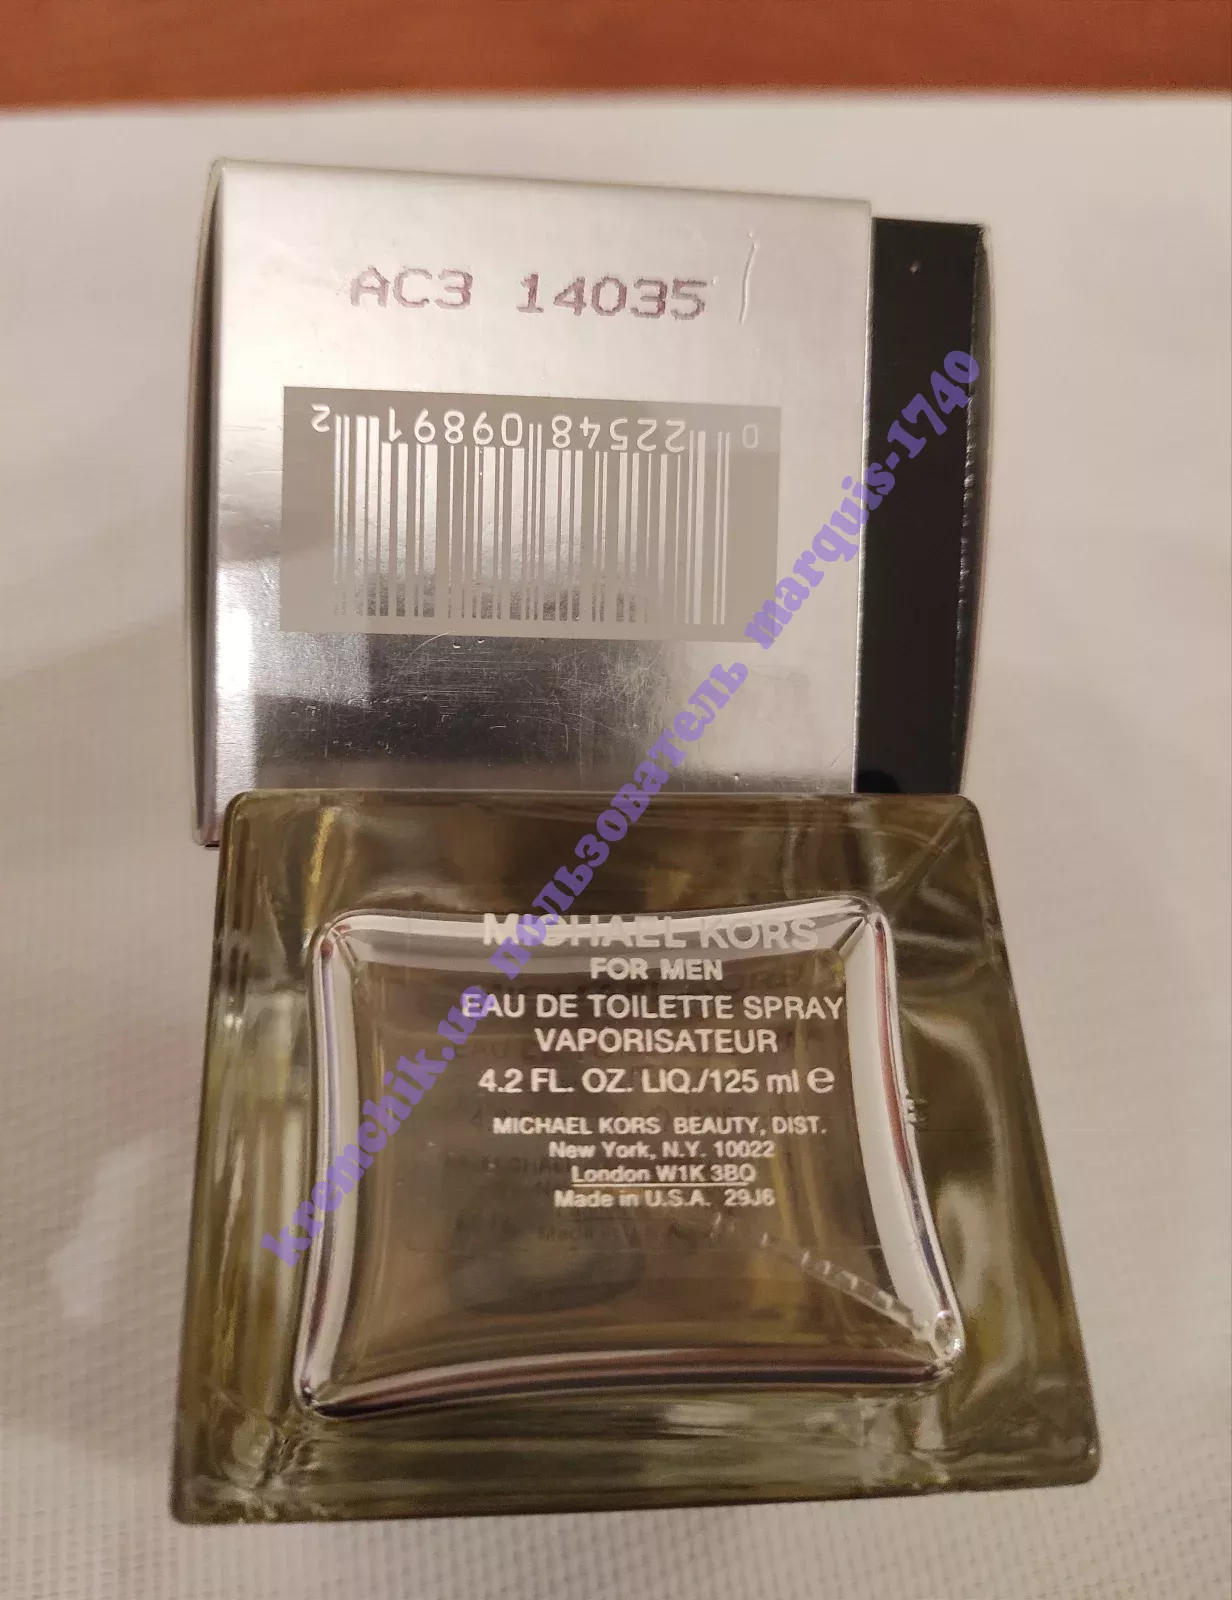 AC3 14035
0 22548 09891 2
MICHAEL KORS
FOR MEN
EAU DE TOILETTE SPRAY
VAPORISATEUR
4.2 FL. OZ. LIQ./125 ml e
MICHAEL KORS BEAUTY, DIST.
New York, N.Y. 10022
London W1K 3BQ
Made in U.S.A. 29J6
kremchik.ua пользователь marquis-1740